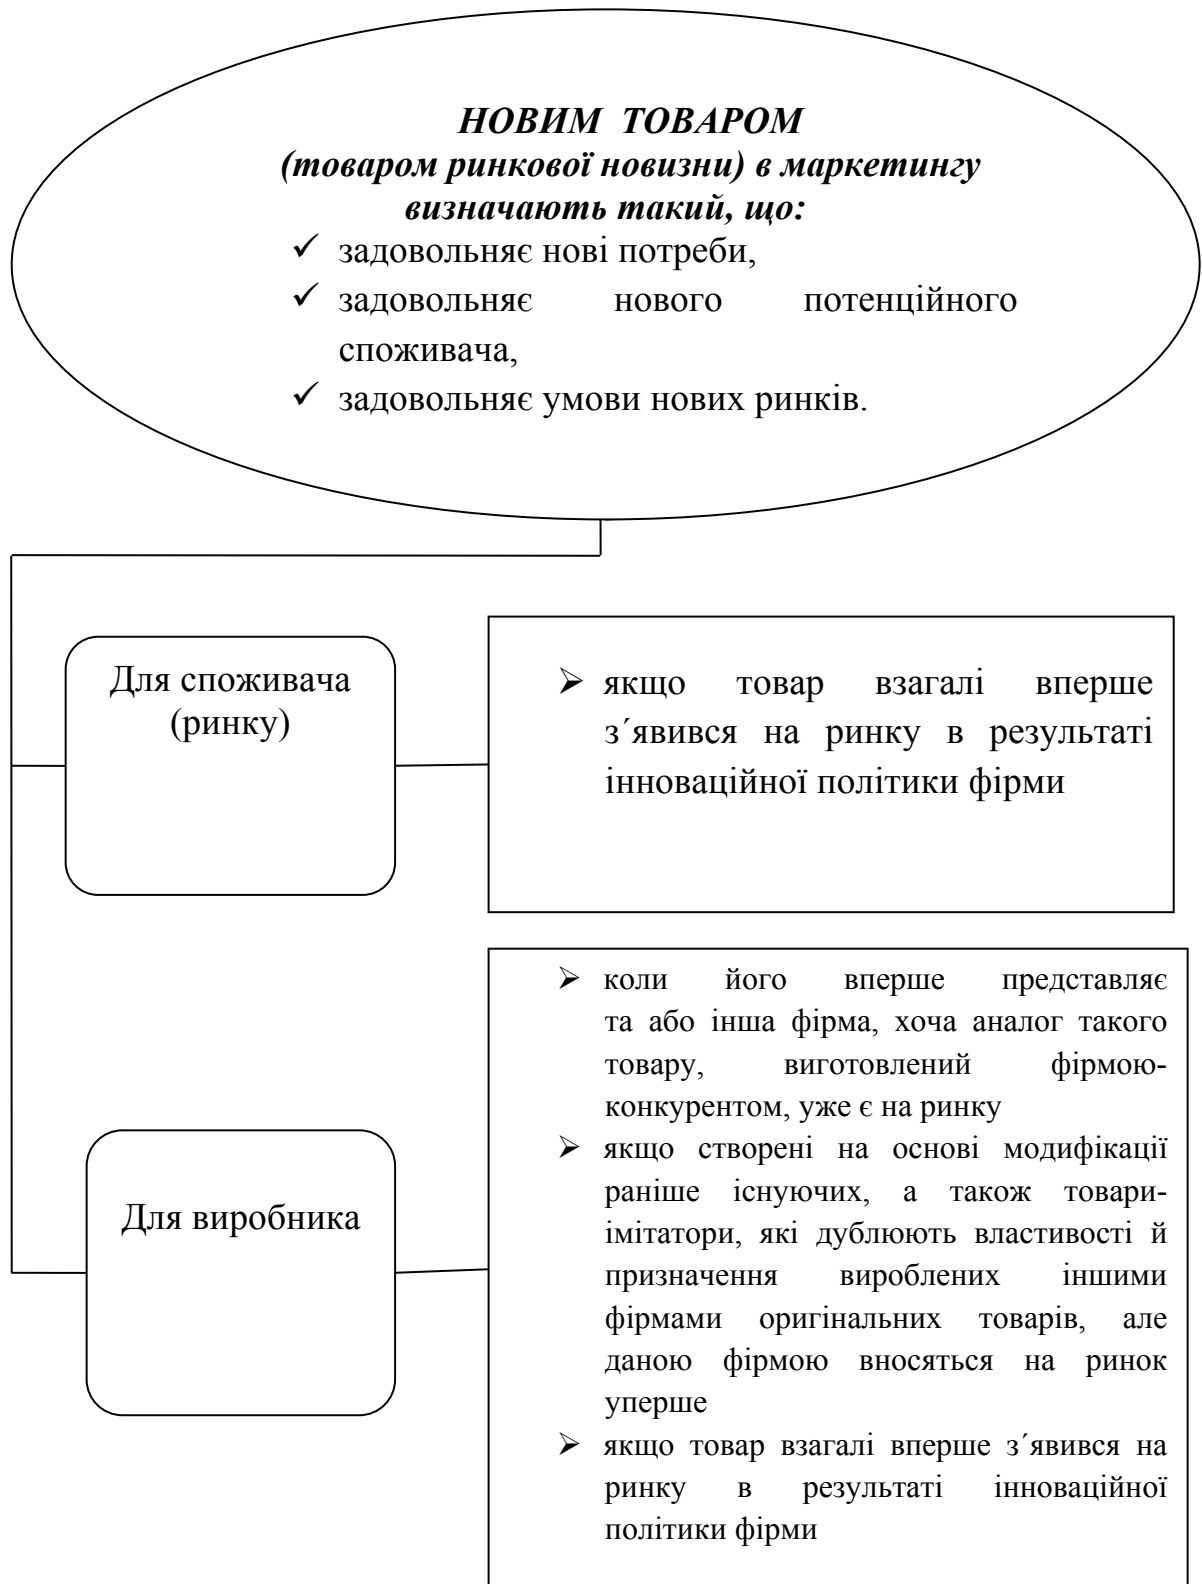 НОВИМ ТОВАРОМ
(товаром ринкової новизни) в маркетингу
визначають такий, що:
✓ задовольняє нові потреби,
✓ задовольняє нового потенційного
споживача,
✓ задовольняє умови нових ринків.
Для споживача
(ринку)
➢ якщо товар взагалі вперше
з´явився на ринку в результаті
інноваційної політики фірми
Для виробника
➢ коли його вперше представляє
та або інша фірма, хоча аналог такого
товару, виготовлений фірмою-
конкурентом, уже є на ринку
➢ якщо створені на основі модифікації
раніше існуючих, а також товари-
імітатори, які дублюють властивості й
призначення вироблених іншими
фірмами оригінальних товарів, але
даною фірмою вносяться на ринок
уперше
➢ якщо товар взагалі вперше з´явився на
ринку в результаті інноваційної
політики фірми